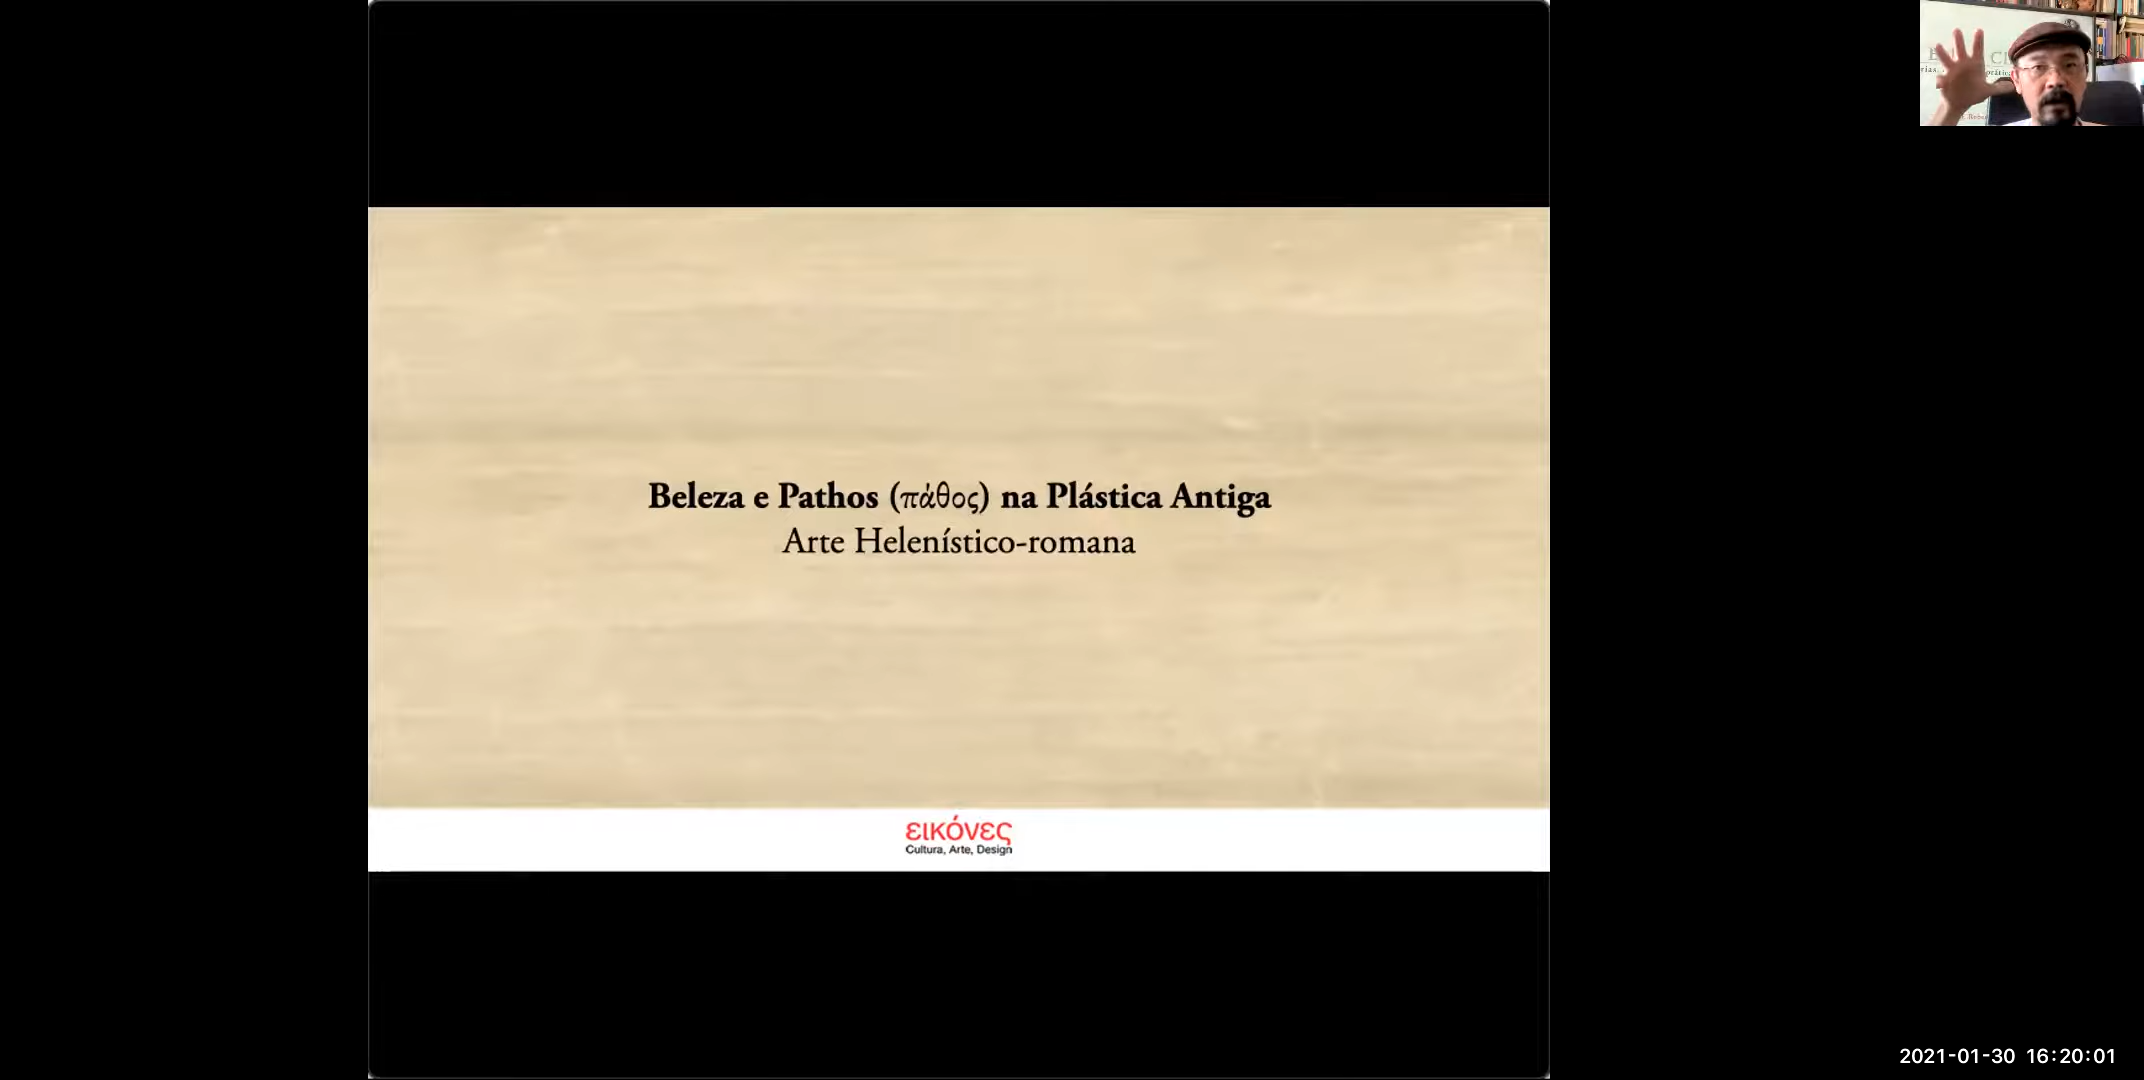 Beleza e Pathos (πάθος) na Plástica Antiga
Arte Helenístico-romana
εικόνες
Cultura, Arte, Design
2021-01-30 16:20:01